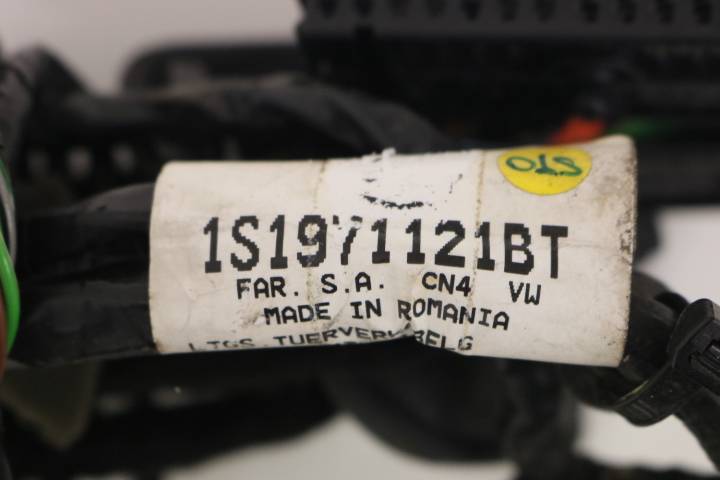 OTS
1S1971121BT
FAR. S.A. CN4 VW
MADE IN ROMANIA